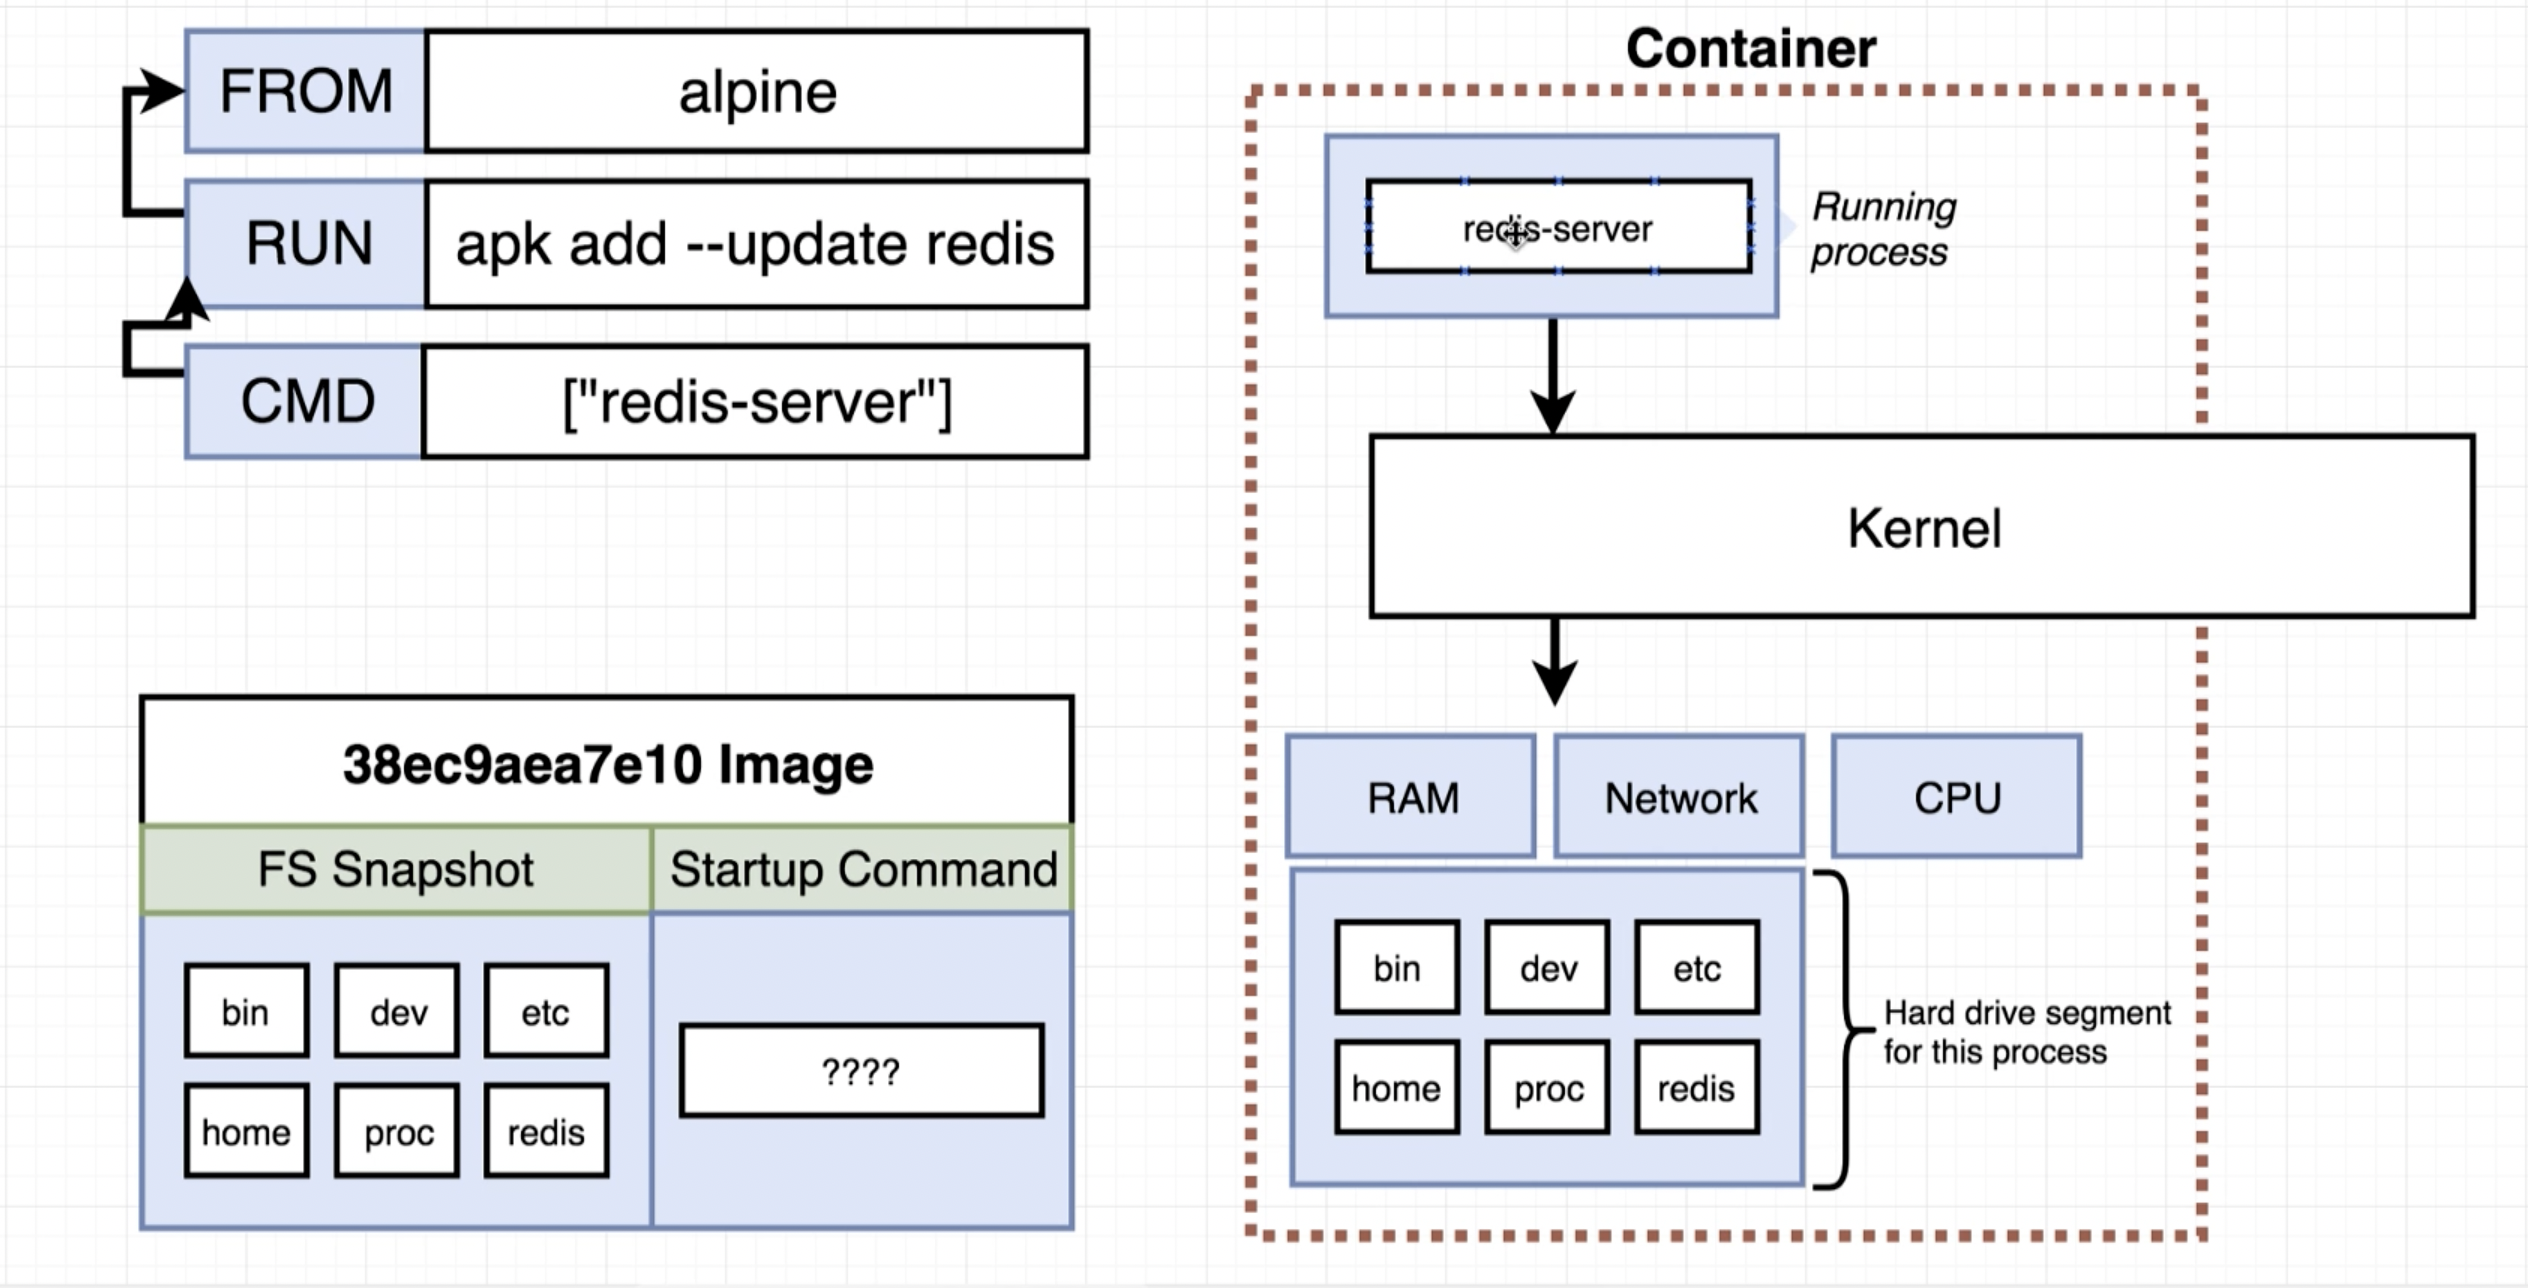 FROM alpine
RUN apk add --update redis
CMD ["redis-server"]
38ec9aea7e10 Image
FS Snapshot Startup Command
bin dev etc
????
home proc redis
Container
redis-server
Running
process
Kernel
RAM Network CPU
bin dev etc
home proc redis
Hard drive segment
for this process